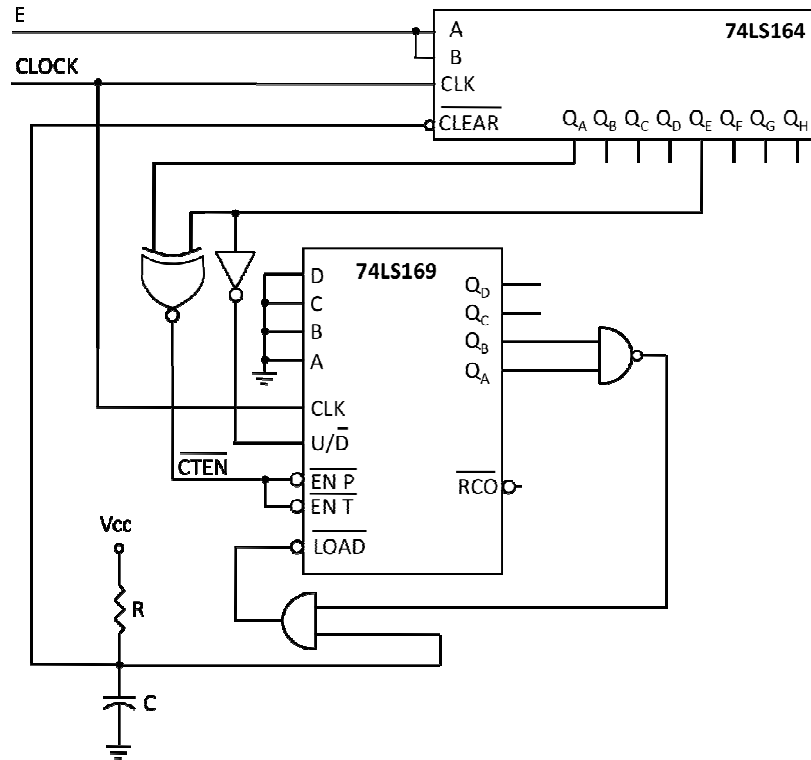 E
A
74LS164
B
CLOCK
CLK
CLEAR
QA QB QC QD QE QF QG QH
74LS169
D
C
B
A
QD
QC
QB
QA
CLK
U/D̅
CTEN
EN P
EN T
RCO
LOAD
Vcc
R
C